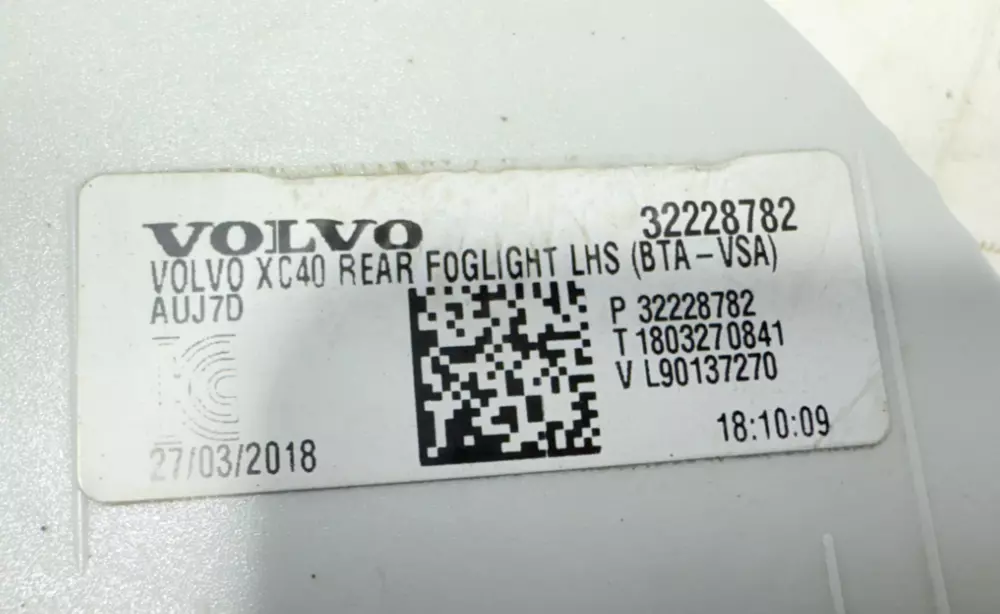 VOLVO
32228782
VOLVO XC40 REAR FOGLIGHT LHS (BTA-VSA)
AUJ7D
P 32228782
T 1803270841
V L90137270
27/03/2018
18:10:09